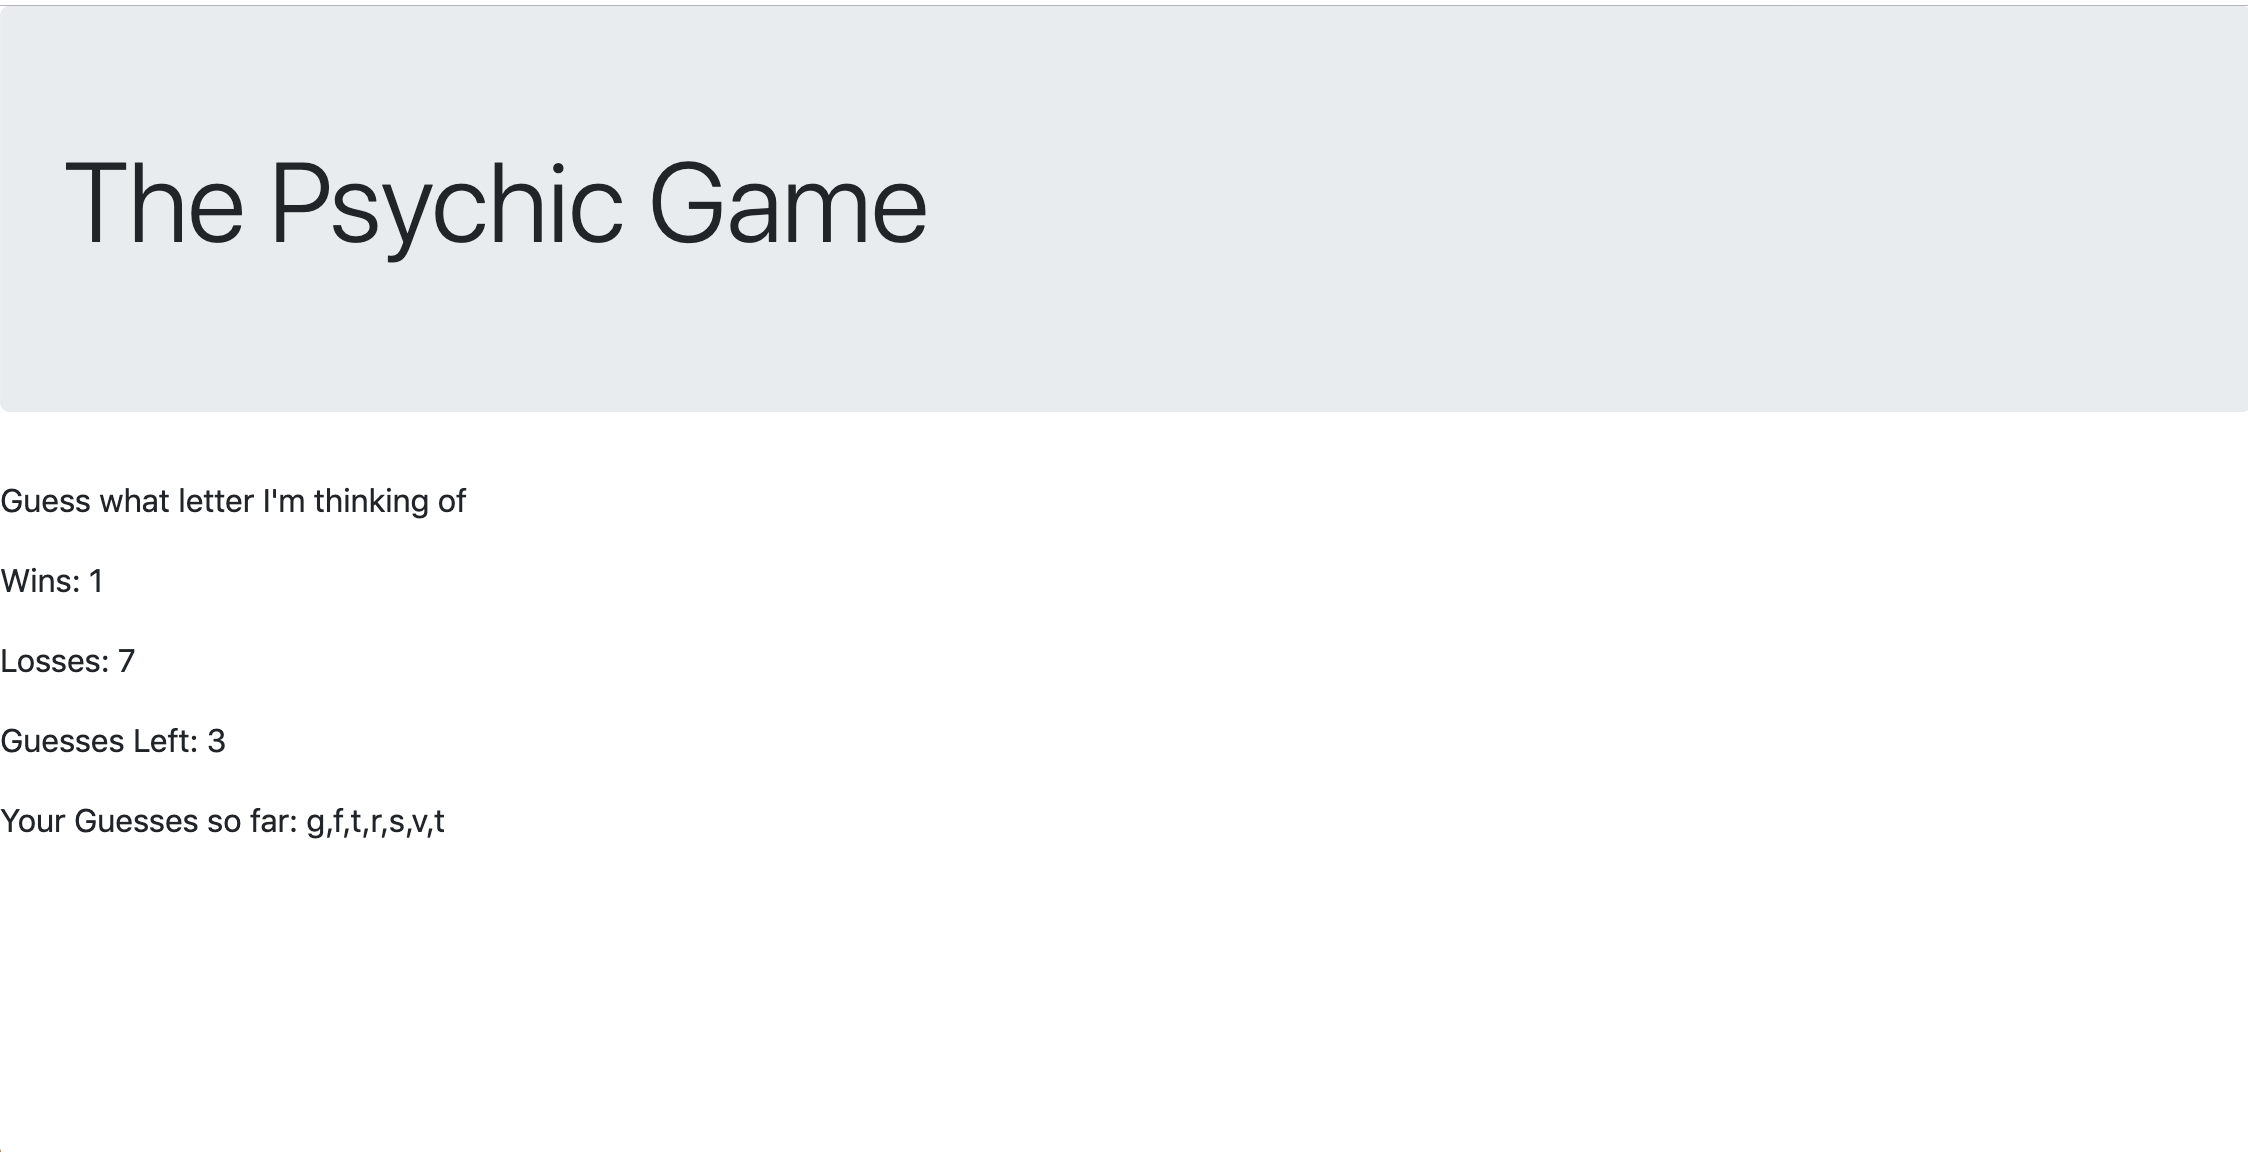 The Psychic Game
Guess what letter I'm thinking of
Wins: 1
Losses: 7
Guesses Left: 3
Your Guesses so far: g,f,t,r,s,v,t